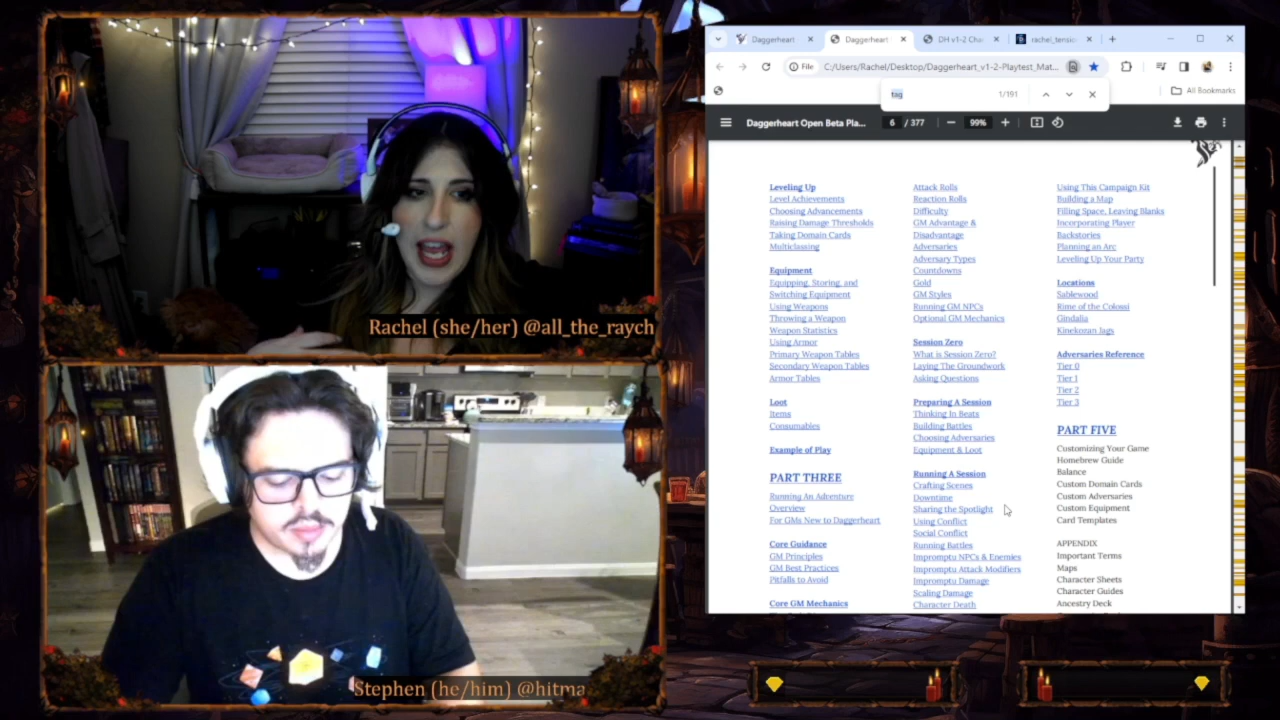 Rachel (she/her) @all_the_raych
Stephen (he/him) @hitma
Daggerheart
Daggerheart
DH v1-2 Cha
rachel_tensio
File
C:/Users/Rachel/Desktop/Daggerheart_v1-2-Playtest_Mat...
tag
1/191
All Bookmarks
Daggerheart Open Beta Pla...
6 / 377
99%
Leveling Up
Level Achievements
Choosing Advancements
Raising Damage Thresholds
Taking Domain Cards
Multiclassing
Equipment
Equipping, Storing, and
Switching Equipment
Using Weapons
Throwing a Weapon
Weapon Statistics
Using Armor
Primary Weapon Tables
Secondary Weapon Tables
Armor Tables
Loot
Items
Consumables
Example of Play
PART THREE
Running An Adventure
Overview
For GMs New to Daggerheart
Core Guidance
GM Principles
GM Best Practices
Pitfalls to Avoid
Core GM Mechanics
Attack Rolls
Reaction Rolls
Difficulty
GM Advantage &
Disadvantage
Adversaries
Adversary Types
Countdowns
Gold
GM Styles
Running GM NPCs
Optional GM Mechanics
Session Zero
What is Session Zero?
Laying The Groundwork
Asking Questions
Preparing A Session
Thinking In Beats
Building Battles
Choosing Adversaries
Equipment & Loot
Running A Session
Crafting Scenes
Downtime
Sharing the Spotlight
Using Conflict
Social Conflict
Running Battles
Impromptu NPCs & Enemies
Impromptu Attack Modifiers
Impromptu Damage
Scaling Damage
Character Death
Using This Campaign Kit
Building a Map
Filling Space, Leaving Blanks
Incorporating Player
Backstories
Planning an Arc
Leveling Up Your Party
Locations
Sablewood
Rime of the Colossi
Gindalia
Kinekozan Jags
Adversaries Reference
Tier 0
Tier 1
Tier 2
Tier 3
PART FIVE
Customizing Your Game
Homebrew Guide
Balance
Custom Domain Cards
Custom Adversaries
Custom Equipment
Card Templates
APPENDIX
Important Terms
Maps
Character Sheets
Character Guides
Ancestry Deck